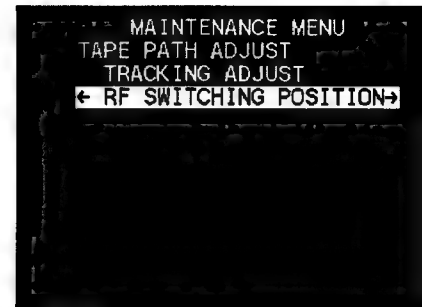 MAINTENANCE MENU
TAPE PATH ADJUST
TRACKING ADJUST
← RF SWITCHING POSITION→